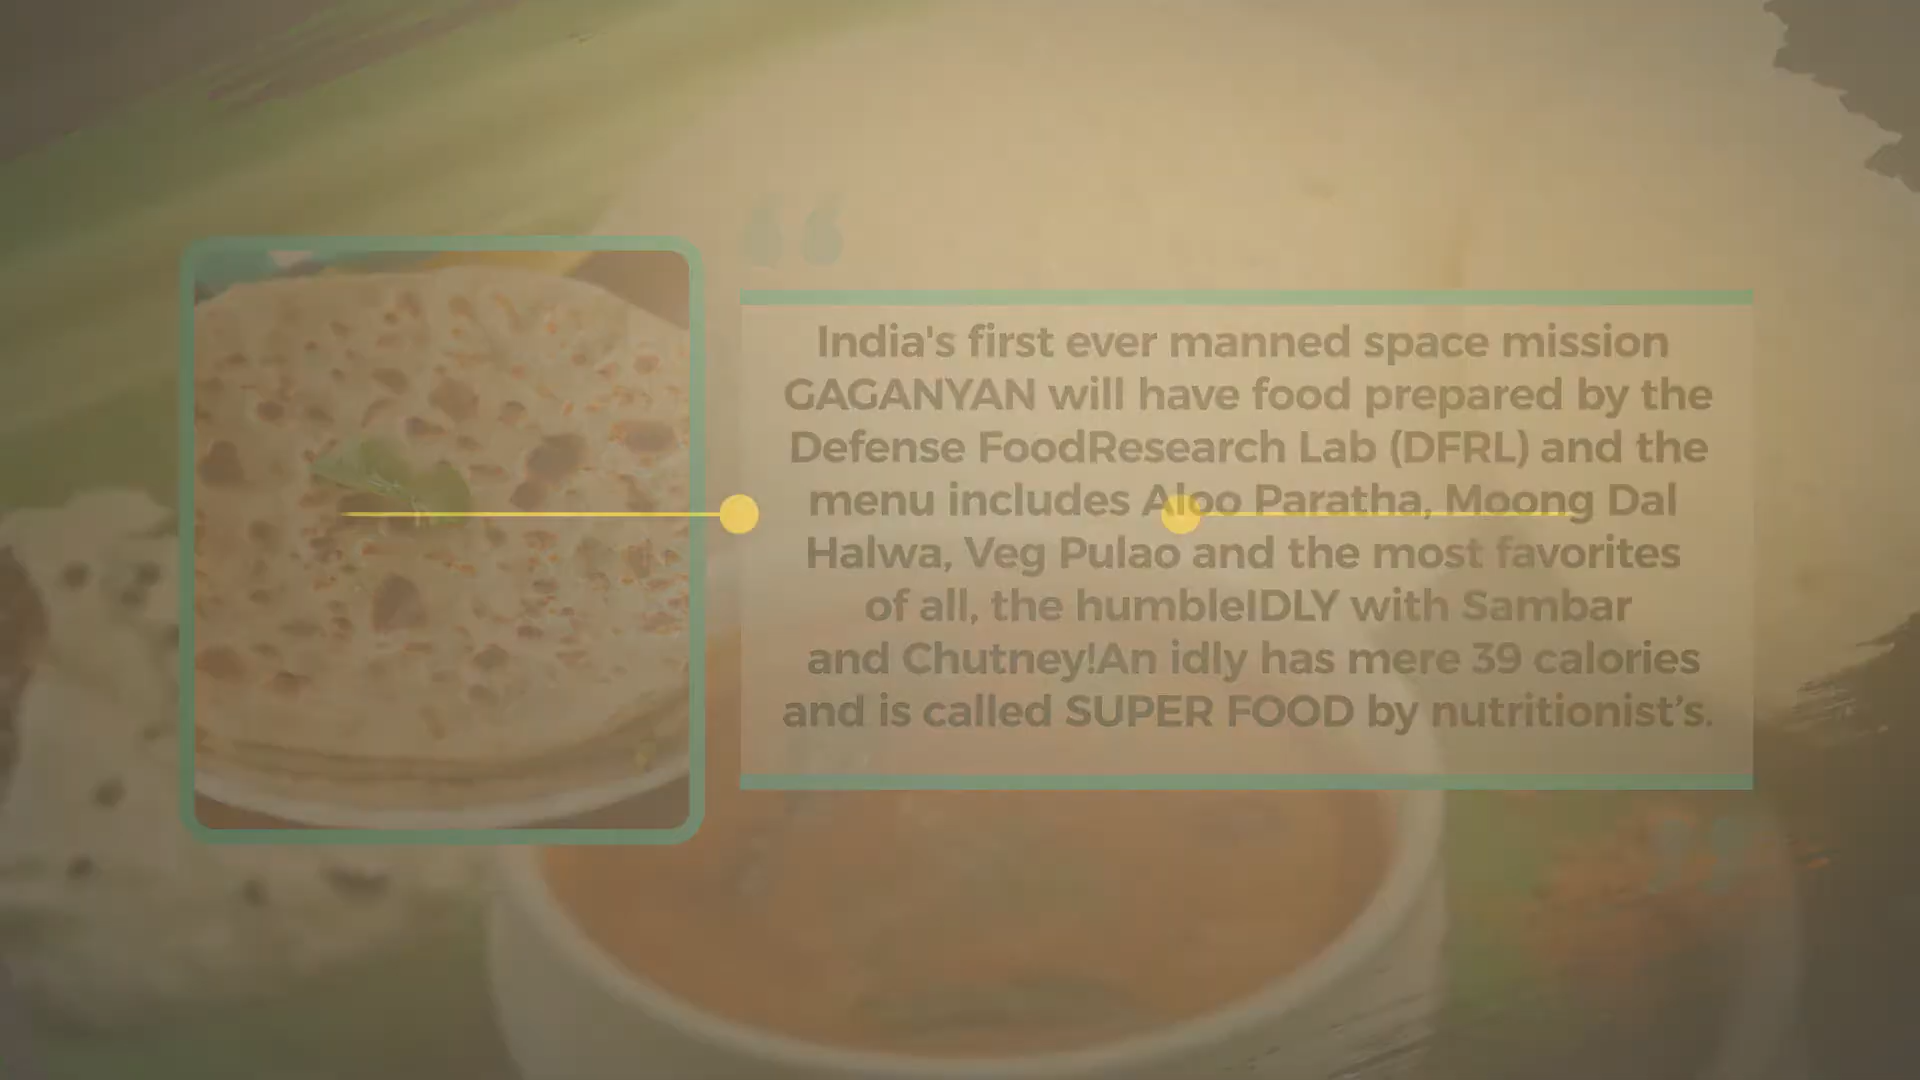 India's first ever manned space mission
GAGANYAN will have food prepared by the
Defense FoodResearch Lab (DFRL) and the
menu includes Aloo Paratha, Moong Dal
Halwa, Veg Pulao and the most favorites
of all, the humbleIDLY with Sambar
and Chutney!An idly has mere 39 calories
and is called SUPER FOOD by nutritionist’s.